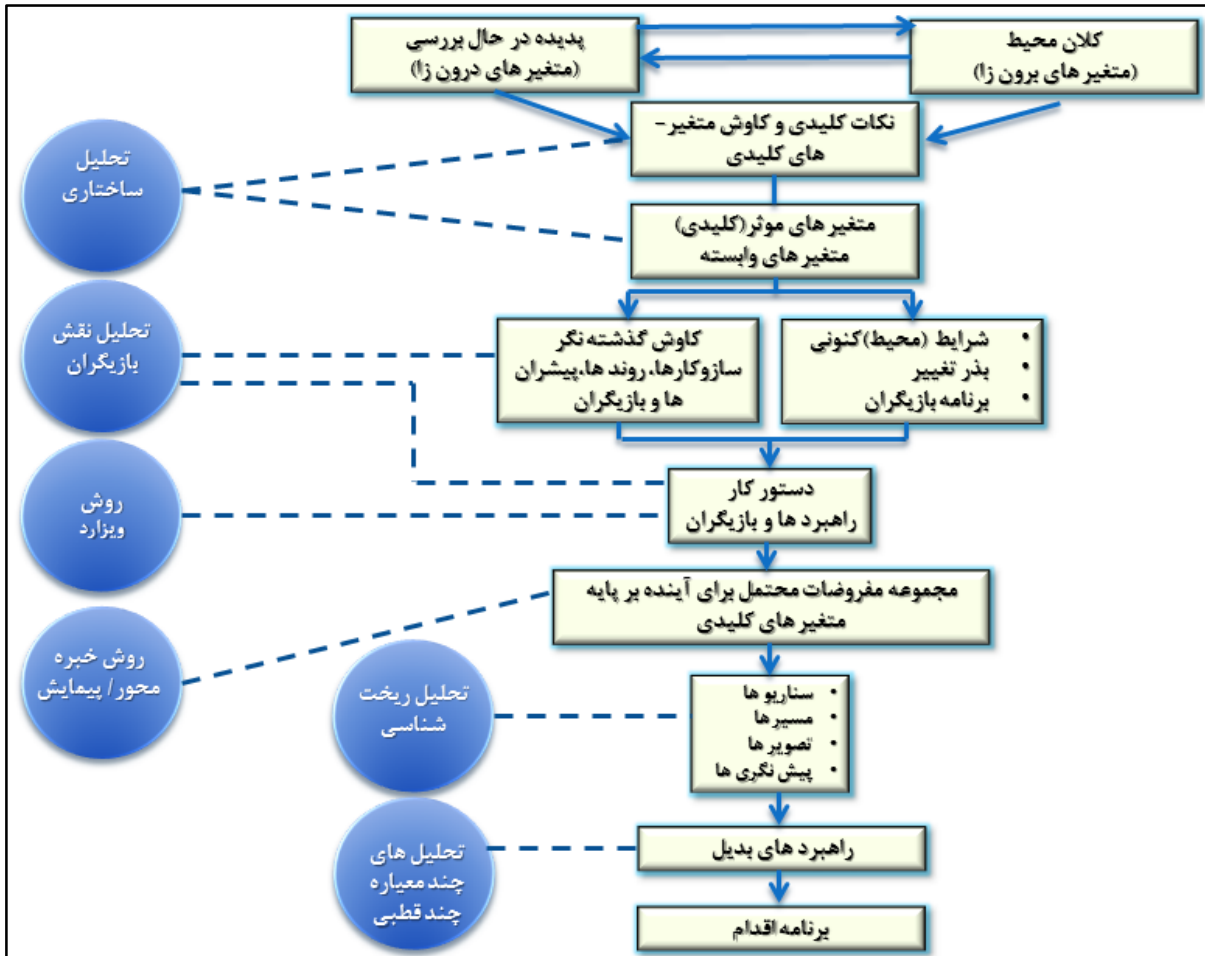 کلان محیط
(متغیر های برون زا)
پدیده در حال بررسی
(متغیر های درون زا)
نکات کلیدی و کاوش متغیر-
های کلیدی
تحلیل
ساختاری
متغیر های موثر(کلیدی)
متغیر های وابسته
• شرایط (محیط)کنونی
• بذر تغییر
• برنامه بازیگران
کاوش گذشته نگر
سازوکارها، روند ها،پیشران
ها و بازیگران
تحلیل نقش
بازیگران
دستور کار
راهبرد ها و بازیگران
روش
ویزارد
مجموعه مفروضات محتمل برای آینده بر پایه
متغیر های کلیدی
روش خبره
محور/ پیمایش
• سناریو ها
• مسیرها
• تصویر ها
• پیش نگری ها
تحلیل ریخت
شناسی
راهبرد های بدیل
تحلیل های
چند معیاره
چند قطبی
برنامه اقدام